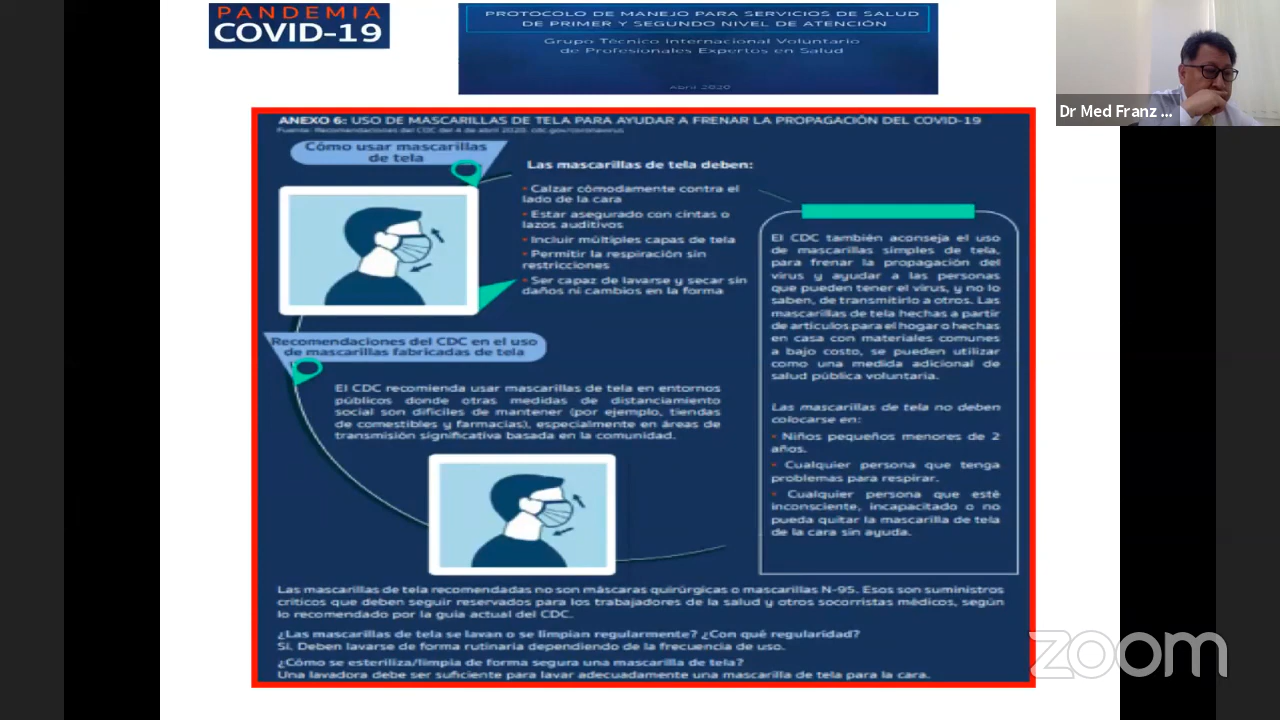 PANDEMIA
COVID-19
PROTOCOLO DE MANEJO PARA SERVICIOS DE SALUD
DE PRIMER Y SEGUNDO NIVEL DE ATENCIÓN
Grupo Técnico Internacional Voluntario
de Profesionales Expertos en Salud
Abril 2020
Dr Med Franz ...
ANEXO 6: USO DE MASCARILLAS DE TELA PARA AYUDAR A FRENAR LA PROPAGACIÓN DEL COVID-19
Fuente: Recomendaciones del CDC del 4 de abril 2020. cdc.gov/coronavirus
Cómo usar mascarillas
de tela
Las mascarillas de tela deben:
• Calzar cómodamente contra el
lado de la cara
• Estar asegurado con cintas o
lazos auditivos
• Incluir múltiples capas de tela
• Permitir la respiración sin
restricciones
• Ser capaz de lavarse y secar sin
daños ni cambios en la forma
Recomendaciones del CDC en el uso
de mascarillas fabricadas de tela
El CDC recomienda usar mascarillas de tela en entornos
públicos donde otras medidas de distanciamiento
social son difíciles de mantener (por ejemplo, tiendas
de comestibles y farmacias), especialmente en áreas de
transmisión significativa basada en la comunidad.
El CDC también aconseja el uso
de mascarillas simples de tela,
para frenar la propagación del
virus y ayudar a las personas
que pueden tener el virus, y no lo
saben, de transmitirlo a otros. Las
mascarillas de tela hechas a partir
de artículos para el hogar o hechas
en casa con materiales comunes
a bajo costo, se pueden utilizar
como una medida adicional de
salud pública voluntaria.
Las mascarillas de tela no deben
colocarse en:
• Niños pequeños menores de 2
años.
• Cualquier persona que tenga
problemas para respirar.
• Cualquier persona que esté
inconsciente, incapacitado o no
pueda quitar la mascarilla de tela
de la cara sin ayuda.
Las mascarillas de tela recomendadas no son máscaras quirúrgicas o mascarillas N-95. Esos son suministros
críticos que deben seguir reservados para los trabajadores de la salud y otros socorristas médicos, según
lo recomendado por la guía actual del CDC.
¿Las mascarillas de tela se lavan o se limpian regularmente? ¿Con qué regularidad?
Sí. Deben lavarse de forma rutinaria dependiendo de la frecuencia de uso.
¿Cómo se esteriliza/limpia de forma segura una mascarilla de tela?
Una lavadora debe ser suficiente para lavar adecuadamente una mascarilla de tela para la cara.
zoom